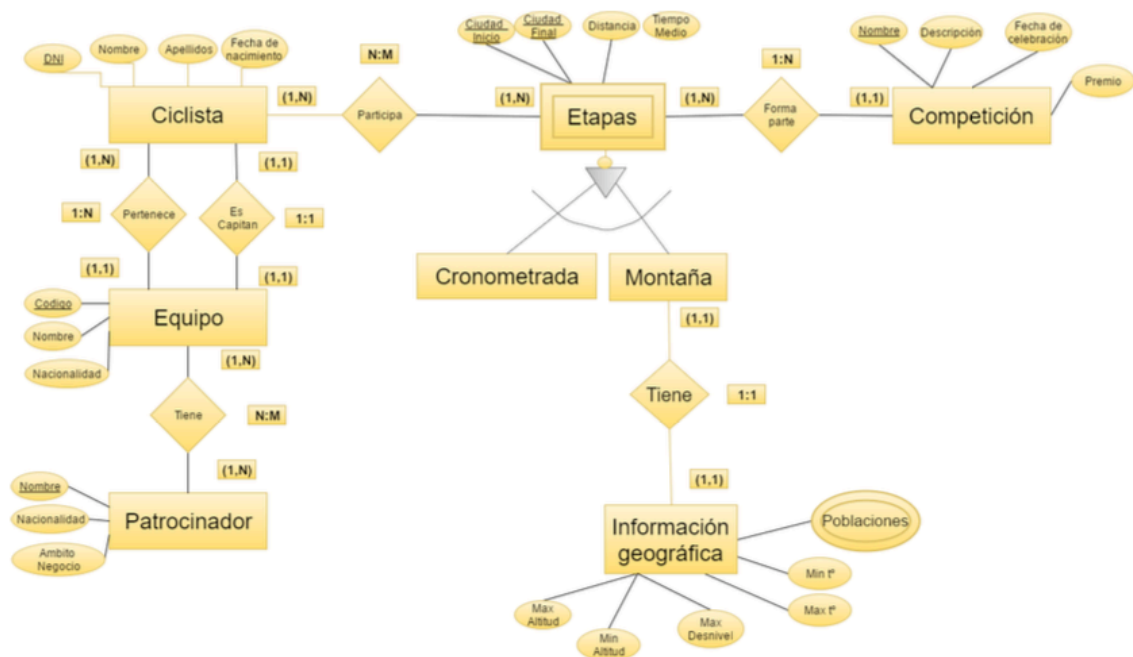 Ciudad
Inicio
Ciudad
Final
Distancia
Tiempo
Medio
Nombre
Descripción
Fecha de
celebración
Premio
DNI
Nombre
Apellidos
Fecha de
nacimiento
N:M
1:N
Ciclista
(1,N)
Participa
(1,N)
Etapas
(1,N)
Forma
parte
(1,1)
Competición
(1,N)
(1,1)
1:N
Pertenece
Es
Capitan
1:1
(1,1)
(1,1)
Cronometrada
Montaña
Codigo
Nombre
Nacionalidad
Equipo
(1,N)
(1,1)
Tiene
N:M
Tiene
1:1
(1,N)
(1,1)
Nombre
Nacionalidad
Ambito
Negocio
Patrocinador
Información
geográfica
Poblaciones
Min tº
Max tº
Max
Altitud
Min
Altitud
Max
Desnivel